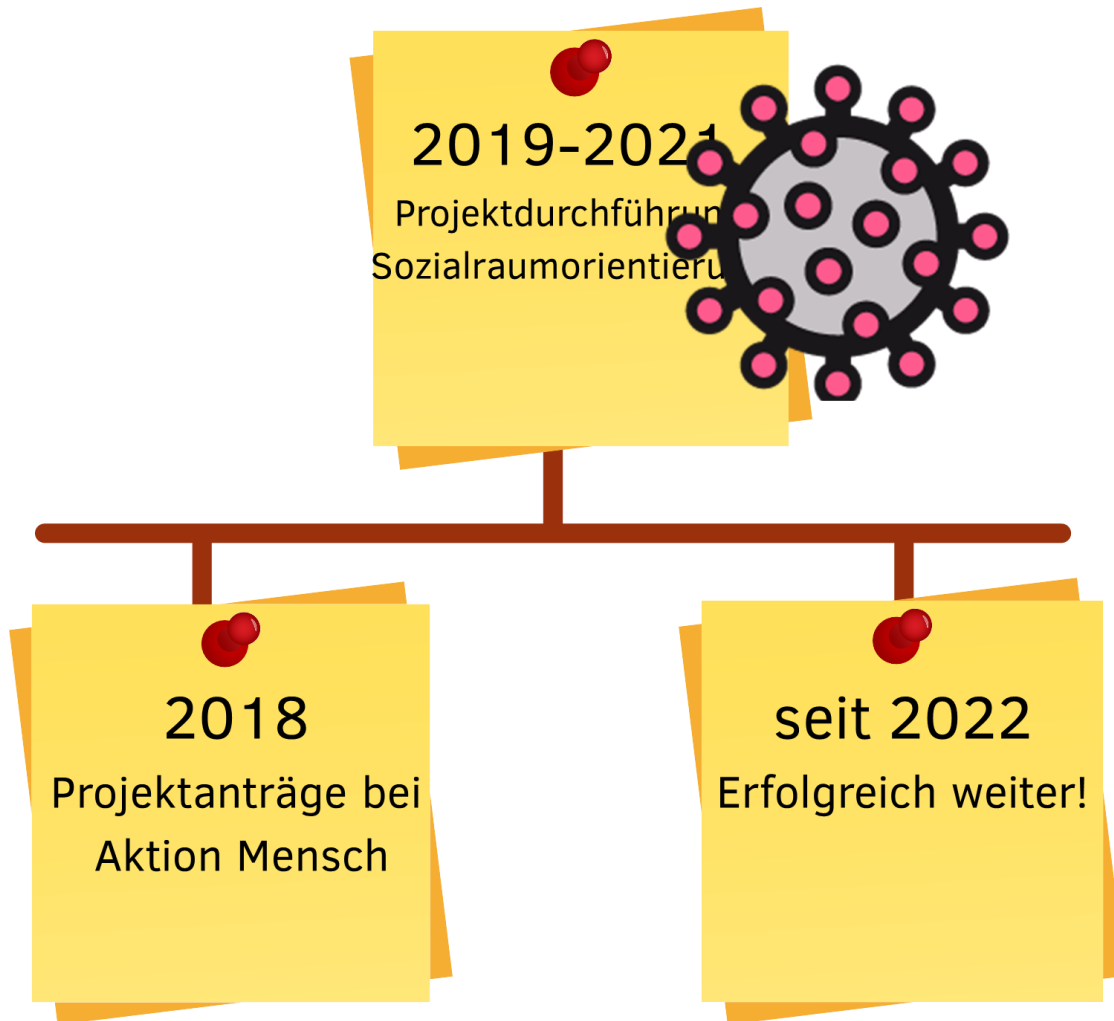 2019-2021
Projektdurchführun
Sozialraumorientieru
2018
Projektanträge bei
Aktion Mensch
seit 2022
Erfolgreich weiter!